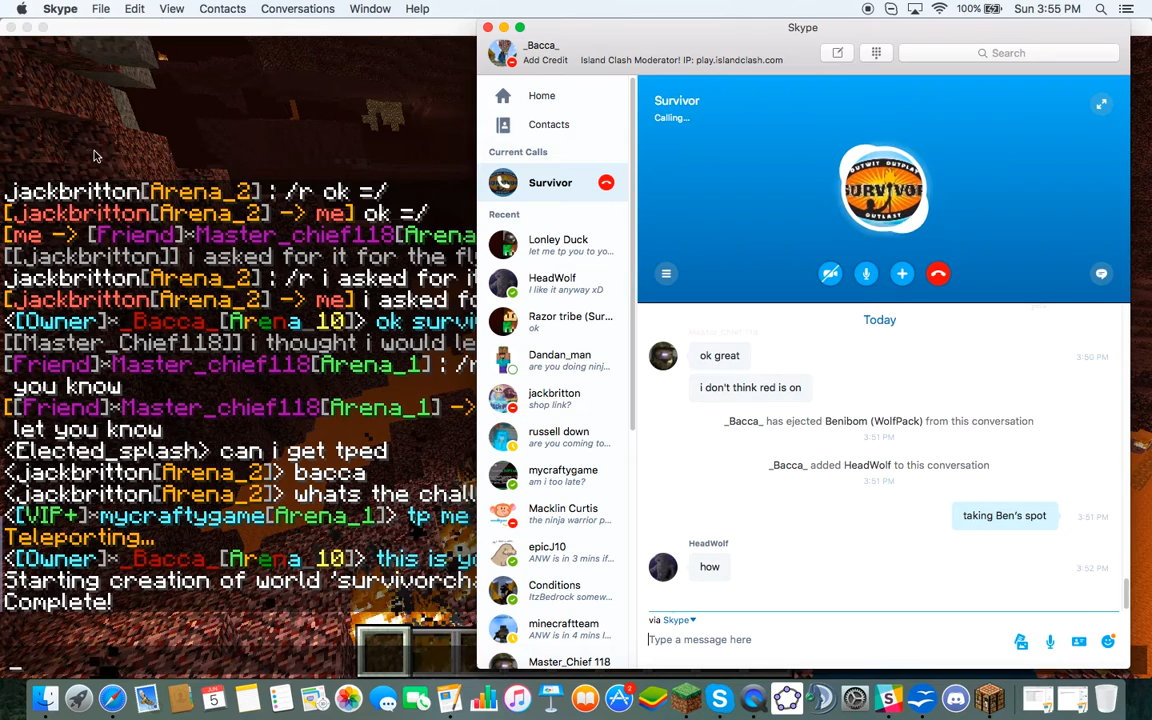 Skype File Edit View Contacts Conversations Window Help
100% Sun 3:55 PM
Skype
_Bacca_
Add Credit Island Clash Moderator! IP: play.islandclash.com
Search
Home
Contacts
Current Calls
Survivor
Recent
Lonley Duck
let me tp you to yo...
HeadWolf
I like it anyway xD
Razor tribe (Sur...
ok
Dandan_man
are you doing ninj...
jackbritton
shop link?
russell down
are you coming to...
mycraftygame
am i too late?
Macklin Curtis
the ninja warrior p...
epicJ10
ANW is in 3 mins if...
Conditions
ItzBedrock somew...
minecraftteam
ANW is in 4 mins l...
Master_Chief 118
Survivor
Calling...
OUTWIT OUTPLAY
SURVIVOR
OUTLAST
Today
Master_Chief 118
ok great
3:50 PM
i don't think red is on
_Bacca_ has ejected Benibom (WolfPack) from this conversation
3:51 PM
_Bacca_ added HeadWolf to this conversation
3:51 PM
taking Ben's spot
3:51 PM
HeadWolf
how
3:52 PM
via Skype
Type a message here
jackbritton[Arena_2] : /r ok =/
[jackbritton[Arena_2] -> me] ok =/
[me -> [Friend]×Master_chief118[Arena
[[jackbritton]] i asked for it for the fl
jackbritton[Arena_2] : /r i asked for it
[jackbritton[Arena_2] -> me] i asked fo
<[Owner]×_Bacca_[Arena_10]> ok survi
[[Master_Chief118]] i thought i would le
[Friend]×Master_chief118[Arena_1] : /r
you know
[[Friend]×Master_chief118[Arena_1] ->
let you know
<Elected_splash> can i get tped
<jackbritton[Arena_2]> bacca
<jackbritton[Arena_2]> whats the chall
<[VIP+]×mycraftygame[Arena_1]> tp me
Teleporting...
<[Owner]×_Bacca_[Arena_10]> this is yo
Starting creation of world 'survivorcha
Complete!